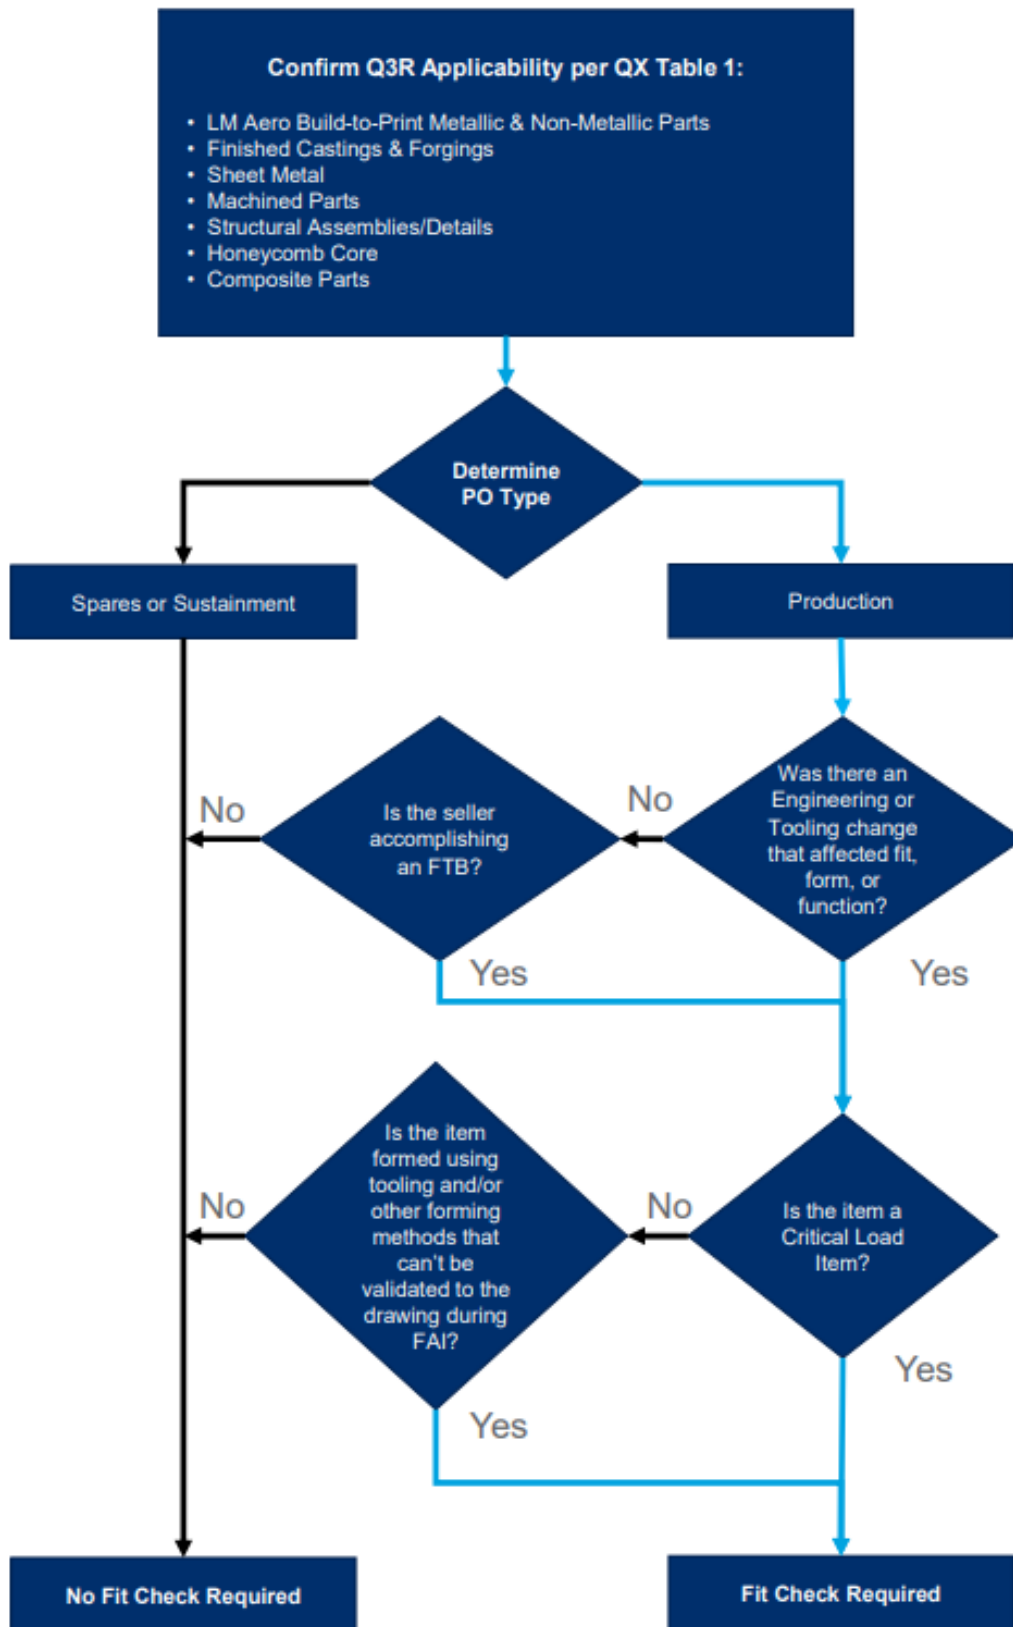 Confirm Q3R Applicability per QX Table 1:
• LM Aero Build-to-Print Metallic & Non-Metallic Parts
• Finished Castings & Forgings
• Sheet Metal
• Machined Parts
• Structural Assemblies/Details
• Honeycomb Core
• Composite Parts
Determine
PO Type
Spares or Sustainment
Production
Was there an
Engineering or
Tooling change
that affected fit,
form, or
function?
No
Yes
Is the seller
accomplishing
an FTB?
No
Yes
Is the item a
Critical Load
Item?
No
Yes
Is the item
formed using
tooling and/or
other forming
methods that
can't be
validated to the
drawing during
FAI?
No
Yes
No Fit Check Required
Fit Check Required